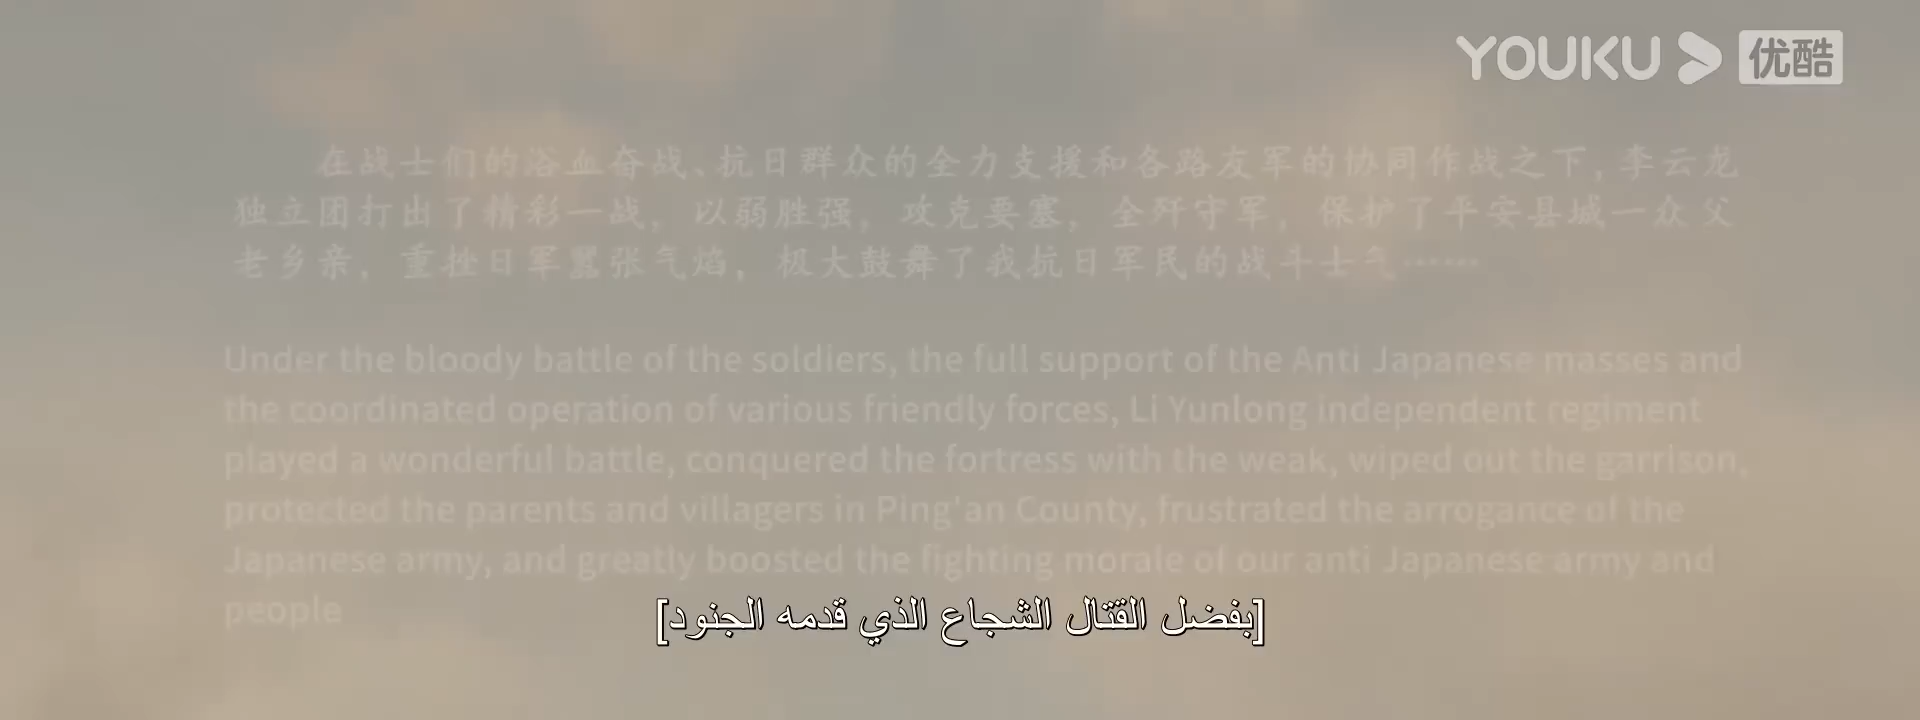 YOUKU 优酷
在战士们的浴血奋战、抗日群众的全力支援和各路友军的协同作战之下，李云龙
独立团打出了精彩一战，以弱胜强，攻克要塞，全歼守军，保护了平安县城一众父
老乡亲，重挫日军嚣张气焰，极大鼓舞了我抗日军民的战斗士气……
Under the bloody battle of the soldiers, the full support of the Anti Japanese masses and
the coordinated operation of various friendly forces, Li Yunlong independent regiment
played a wonderful battle, conquered the fortress with the weak, wiped out the garrison,
protected the parents and villagers in Ping'an County, frustrated the arrogance of the
Japanese army, and greatly boosted the fighting morale of our anti Japanese army and
people
[بفضل القتال الشجاع الذي قدمه الجنود]